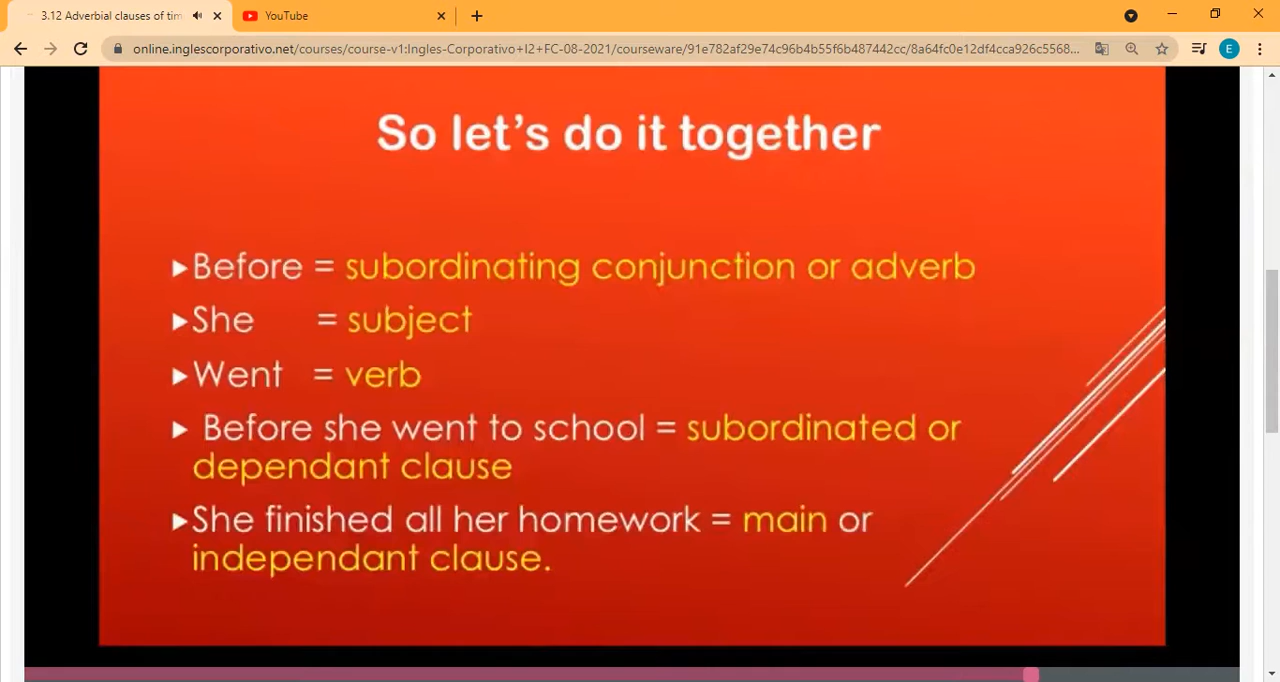 3.12 Adverbial clauses of tim
YouTube
online.inglescorporativo.net/courses/course-v1:Ingles-Corporativo+I2+FC-08-2021/courseware/91e782af29e74c96b4b55f6b487442cc/8a64fc0e12df4cca926c5568...
E
So let's do it together
▶Before = subordinating conjunction or adverb
▶She = subject
▶Went = verb
▶ Before she went to school = subordinated or
dependant clause
▶She finished all her homework = main or
independant clause.